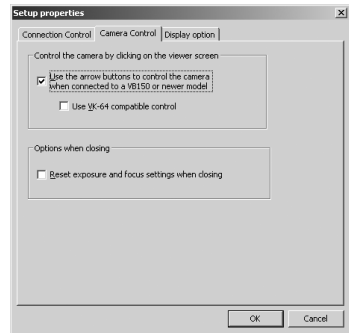 Setup properties
Connection Control
Camera Control
Display option
Control the camera by clicking on the viewer screen
Use the arrow buttons to control the camera
when connected to a VB150 or newer model
Use VK-64 compatible control
Options when closing
Reset exposure and focus settings when closing
OK
Cancel